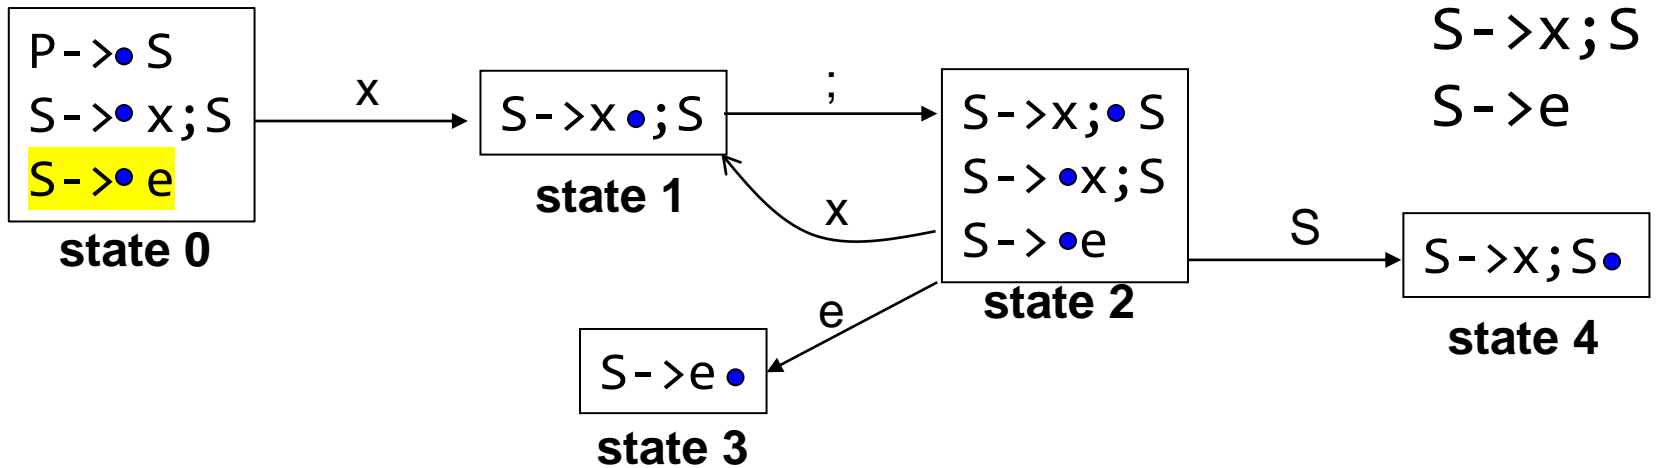 P->● S
S->● x;S
S->● e
state 0
x
S->x●;S
state 1
;
x
S->x;● S
S->●x;S
S->●e
state 2
e
S->e●
state 3
S
S->x;S●
state 4
S->x;S
S->e